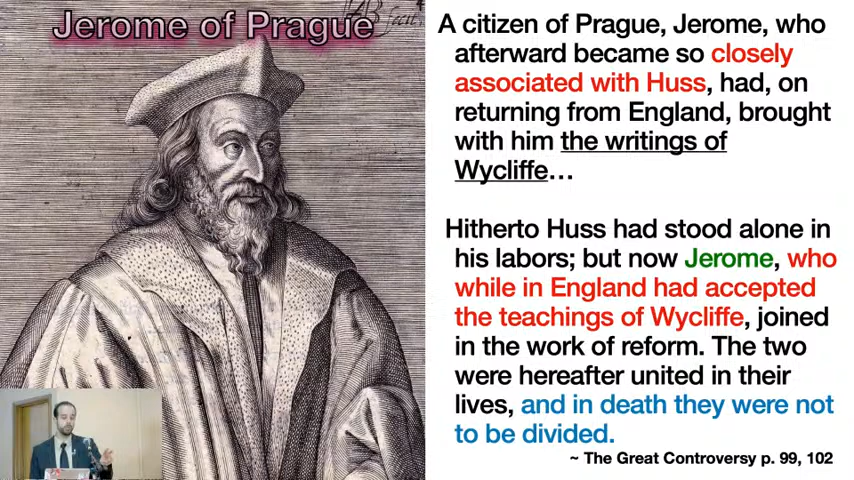 Jerome of Prague
fecit.
A citizen of Prague, Jerome, who
afterward became so closely
associated with Huss, had, on
returning from England, brought
with him the writings of
Wycliffe…
Hitherto Huss had stood alone in
his labors; but now Jerome, who
while in England had accepted
the teachings of Wycliffe, joined
in the work of reform. The two
were hereafter united in their
lives, and in death they were not
to be divided.
~ The Great Controversy p. 99, 102